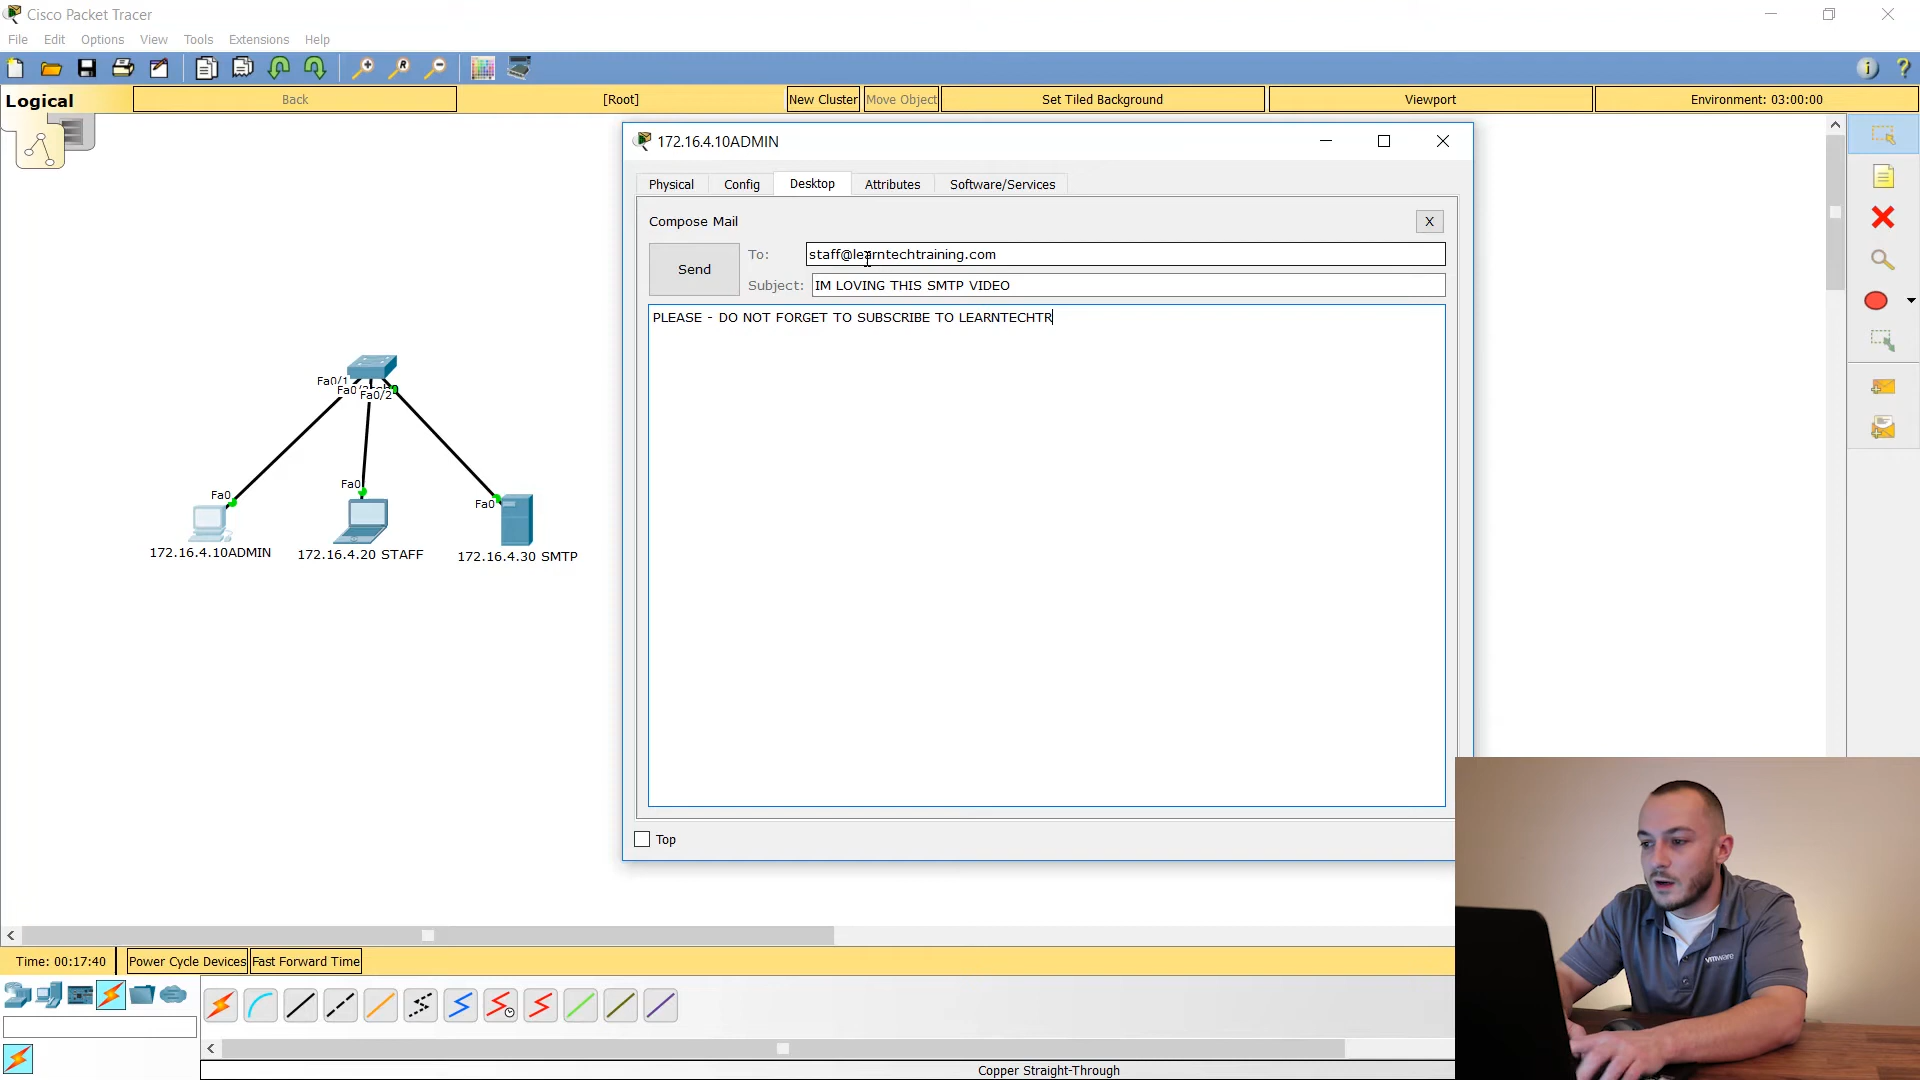 Cisco Packet Tracer
File Edit Options View Tools Extensions Help
Logical Back [Root] New Cluster Move Object Set Tiled Background Viewport Environment: 03:00:00
172.16.4.10ADMIN
Physical Config Desktop Attributes Software/Services
Compose Mail X
Send
To: staff@learntechtraining.com
Subject: IM LOVING THIS SMTP VIDEO
PLEASE - DO NOT FORGET TO SUBSCRIBE TO LEARNTECHTR
Fa0/1
Fa0/2
Fa0 Fa0 Fa0
172.16.4.10ADMIN 172.16.4.20 STAFF 172.16.4.30 SMTP
Top
Time: 00:17:40 Power Cycle Devices Fast Forward Time
Copper Straight-Through
vmware